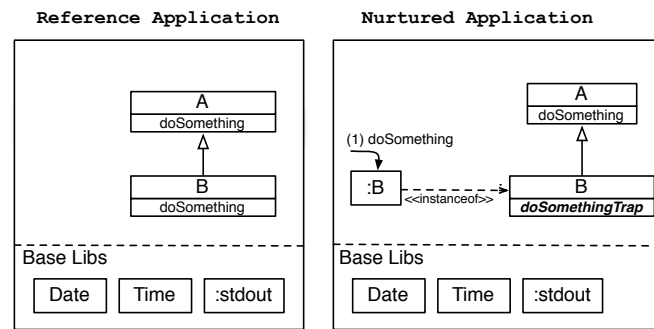 Reference Application
A
doSomething
B
doSomething
Base Libs
Date
Time
:stdout
Nurtured Application
A
doSomething
(1) doSomething
:B
<<instanceof>>
B
doSomethingTrap
Base Libs
Date
Time
:stdout